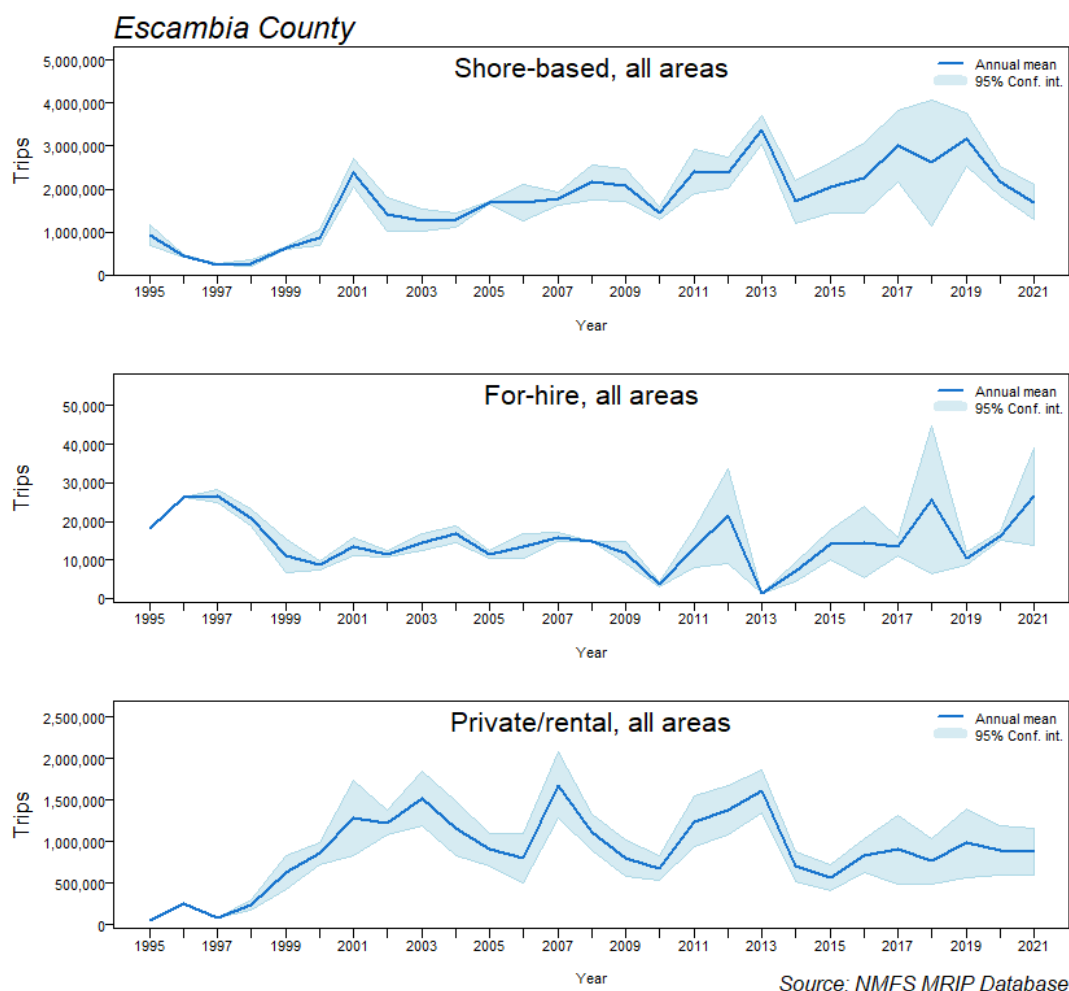 Escambia County
Shore-based, all areas
Annual mean
95% Conf. int.
Trips
5,000,000
4,000,000
3,000,000
2,000,000
1,000,000
0
1995 1997 1999 2001 2003 2005 2007 2009 2011 2013 2015 2017 2019 2021
Year
For-hire, all areas
Annual mean
95% Conf. int.
Trips
50,000
40,000
30,000
20,000
10,000
0
1995 1997 1999 2001 2003 2005 2007 2009 2011 2013 2015 2017 2019 2021
Year
Private/rental, all areas
Annual mean
95% Conf. int.
Trips
2,500,000
2,000,000
1,500,000
1,000,000
500,000
0
1995 1997 1999 2001 2003 2005 2007 2009 2011 2013 2015 2017 2019 2021
Year
Source: NMFS MRIP Database